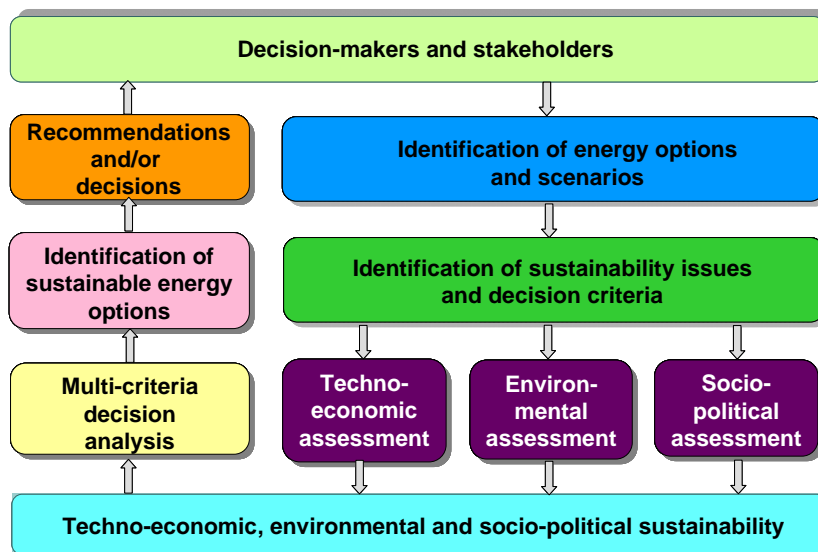 Decision-makers and stakeholders
Recommendations
and/or
decisions
Identification of energy options
and scenarios
Identification of
sustainable energy
options
Identification of sustainability issues
and decision criteria
Multi-criteria
decision
analysis
Techno-
economic
assessment
Environ-
mental
assessment
Socio-
political
assessment
Techno-economic, environmental and socio-political sustainability